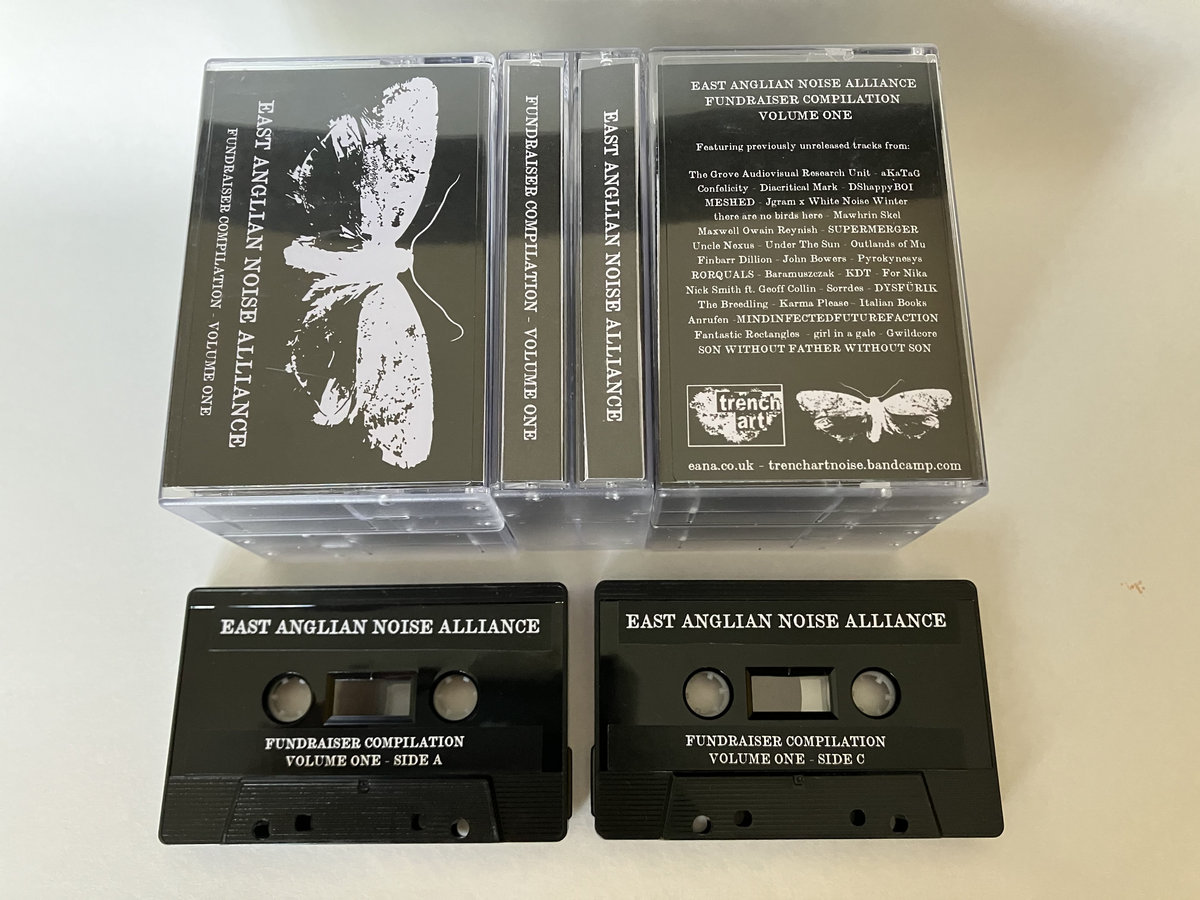 EAST ANGLIAN NOISE ALLIANCE
FUNDRAISER COMPILATION - VOLUME ONE
FUNDRAISER COMPILATION - VOLUME ONE
EAST ANGLIAN NOISE ALLIANCE
EAST ANGLIAN NOISE ALLIANCE
FUNDRAISER COMPILATION
VOLUME ONE
Featuring previously unreleased tracks from:
The Grove Audiovisual Research Unit - aKaTaG
Confelicity - Diacritical Mark - DShappyBOI
MESHED - Jgram x White Noise Winter
there are no birds here - Mawhrin Skel
Maxwell Owain Reynish - SUPERMERGER
Uncle Nexus - Under The Sun - Outlands of Mu
Finbarr Dillion - John Bowers - Pyrokynesys
RORQUALS - Baramuszczak - KDT - For Nika
Nick Smith ft. Geoff Collin - Sorrdes - DYSFÜRIK
The Breedling - Karma Please - Italian Books
Anrufen -MINDINFECTEDFUTUREFACTION
Fantastic Rectangles - girl in a gale - Gwildcore
SON WITHOUT FATHER WITHOUT SON
trench
art
eana.co.uk - trenchartnoise.bandcamp.com
EAST ANGLIAN NOISE ALLIANCE
FUNDRAISER COMPILATION
VOLUME ONE - SIDE A
EAST ANGLIAN NOISE ALLIANCE
FUNDRAISER COMPILATION
VOLUME ONE - SIDE C